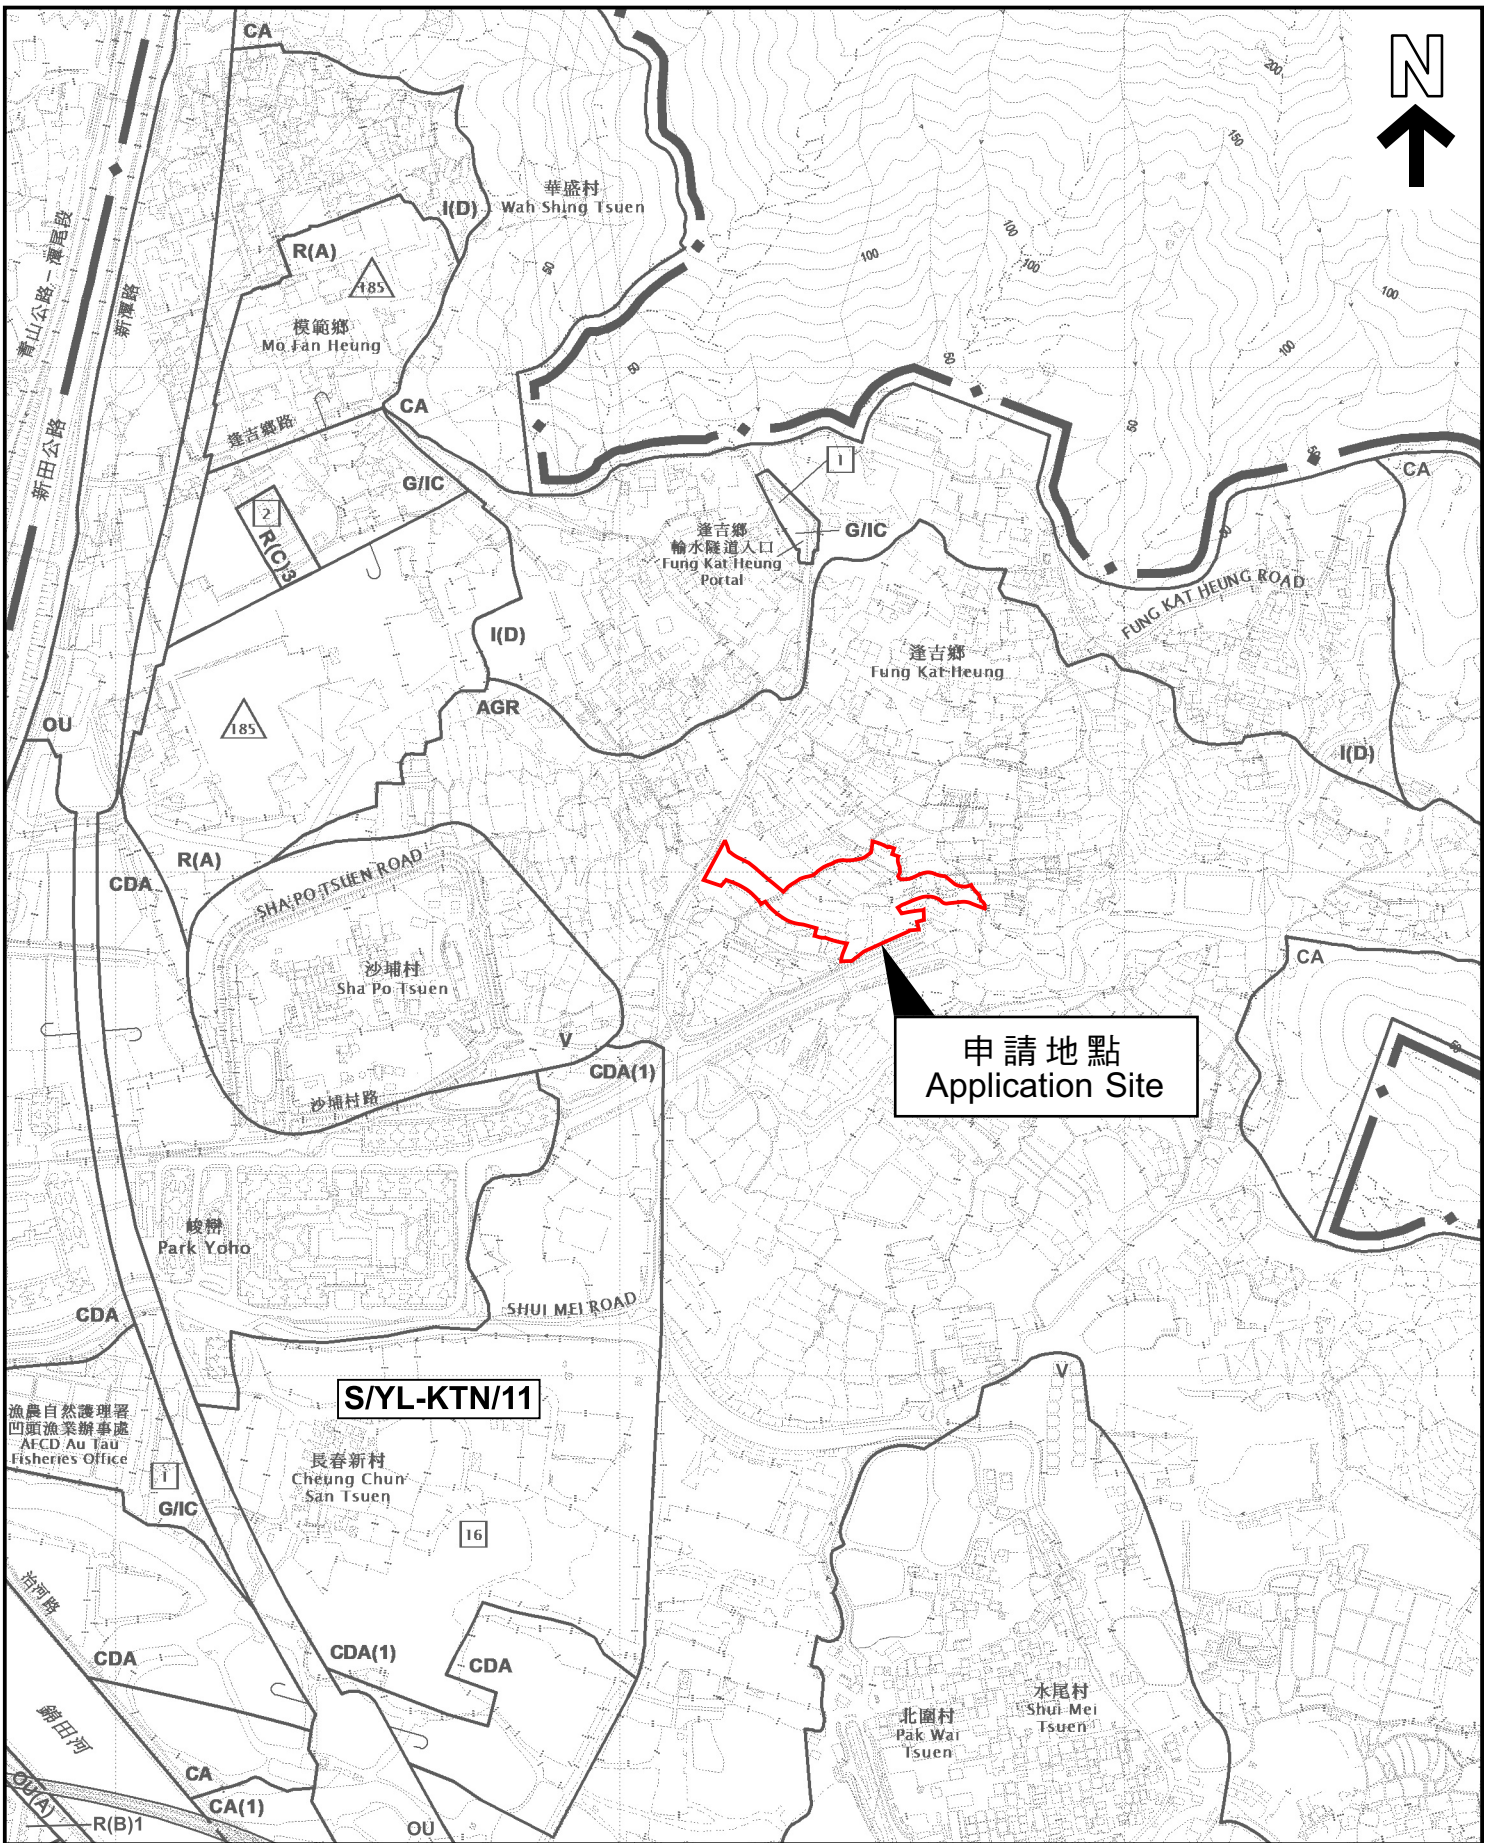 CA
N
200
150
華盛村
Wah Shing Tsuen
I(D)
R(A)
185
50
100
100
100
100
青山公路-潭尾段
新潭路
模範鄉
Mo Fan Heung
50
50
100
CA
逢吉鄉路
新田公路
50
50
CA
G/IC
1
2
R(C)3
逢吉鄉
輸水隧道入口
Fung Kat Heung
Portal
G/IC
50
FUNG KAT HEUNG ROAD
I(D)
逢吉鄉
Fung Kat Heung
AGR
OU
185
I(D)
R(A)
CDA
SHA PO TSUEN ROAD
沙埔村
Sha Po Tsuen
CA
V
CDA(1)
申請地點
Application Site
50
沙埔村路
峻巒
Park Yoho
SHUI MEI ROAD
CDA
V
S/YL-KTN/11
漁農自然護理署
凹頭漁業辦事處
AFCD Au Tau
Fisheries Office
長春新村
Cheung Chun
San Tsuen
1
G/IC
16
治河路
CDA
CDA(1)
CDA
水尾村
Shui Mei
Tsuen
北圍村
Pak Wai
Tsuen
錦田河
CA
OU(A)
CA(1)
R(B)1
OU